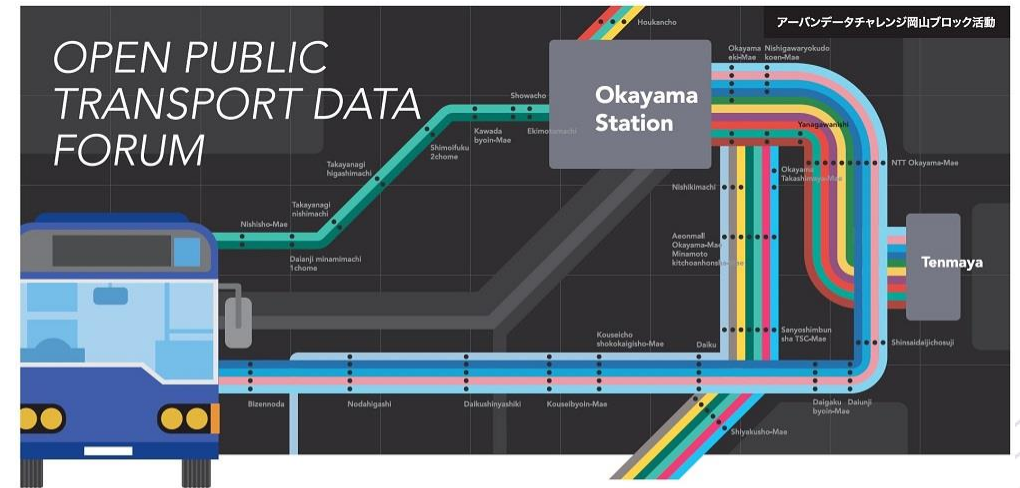 アーバンデータチャレンジ岡山ブロック活動
OPEN PUBLIC
TRANSPORT DATA
FORUM
Houkancho
Okayama
eki-Mae
Nishigawaryokudo
koen-Mae
Okayama
Station
Showacho
Kawada
byoin-Mae
Ekimotomachi
Shimoifuku
2chome
Yanagawanishi
NTT Okayama-Mae
Takayanagi
higashimachi
Okayama
Takashimaya-Mae
Nishikimachi
Takayanagi
nishimachi
Nishisho-Mae
Daianji minamimachi
1chome
Aeonmall
Okayama-Mae
Minamoto
kitchoanhonshiten-Mae
Tenmaya
Kouseicho
shokokaigisho-Mae
Daiku
Sanyoshimbun
sha TSC-Mae
Shinsaidaijichosuji
Bizennoda
Nodahigashi
Daikushinyashiki
Kouseibyoin-Mae
Daigaku
byoin-Mae
Daiunji
Shiyakusho-Mae